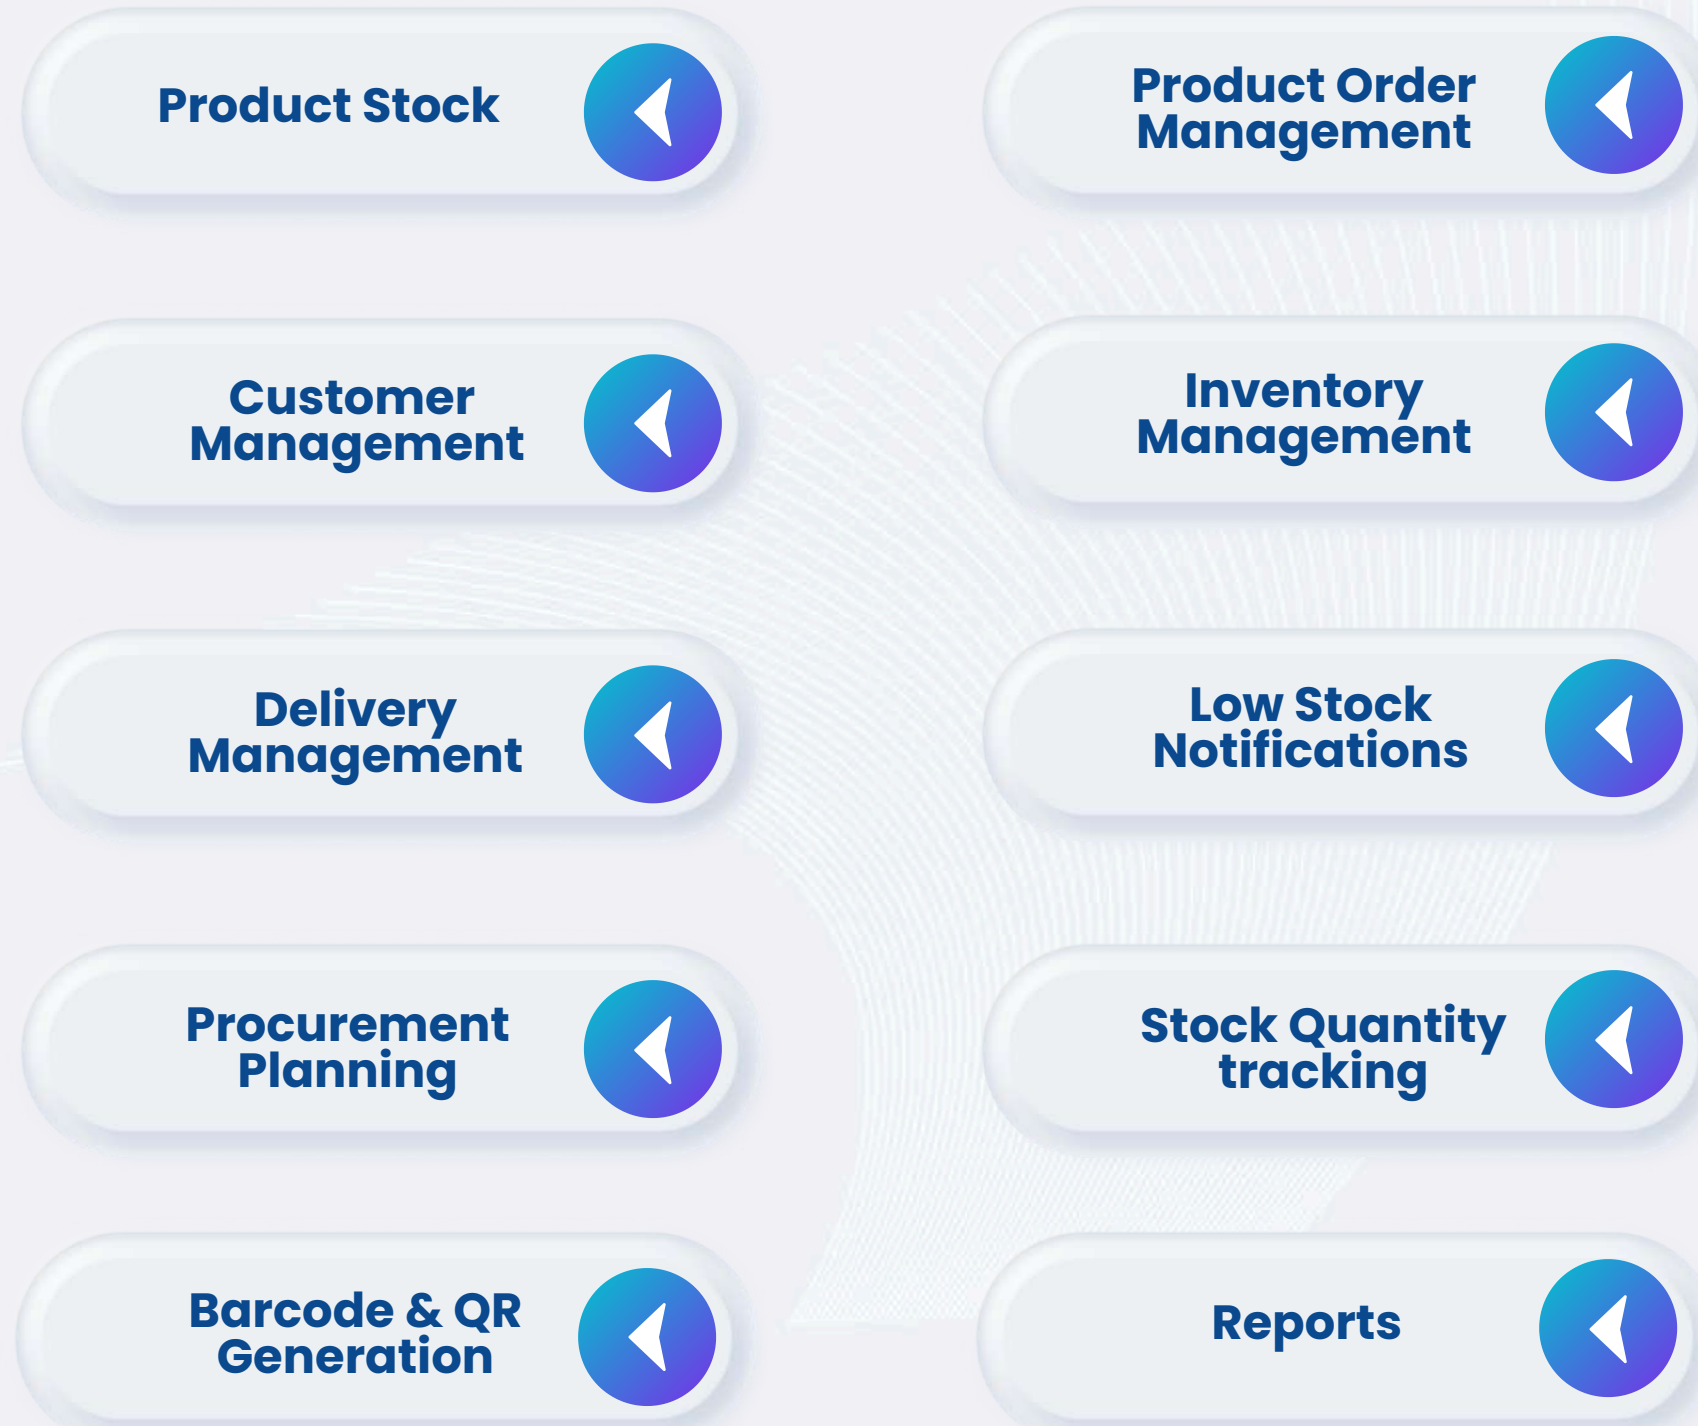 Product Stock
Product Order
Management
Customer
Management
Inventory
Management
Delivery
Management
Low Stock
Notifications
Procurement
Planning
Stock Quantity
tracking
Barcode & QR
Generation
Reports